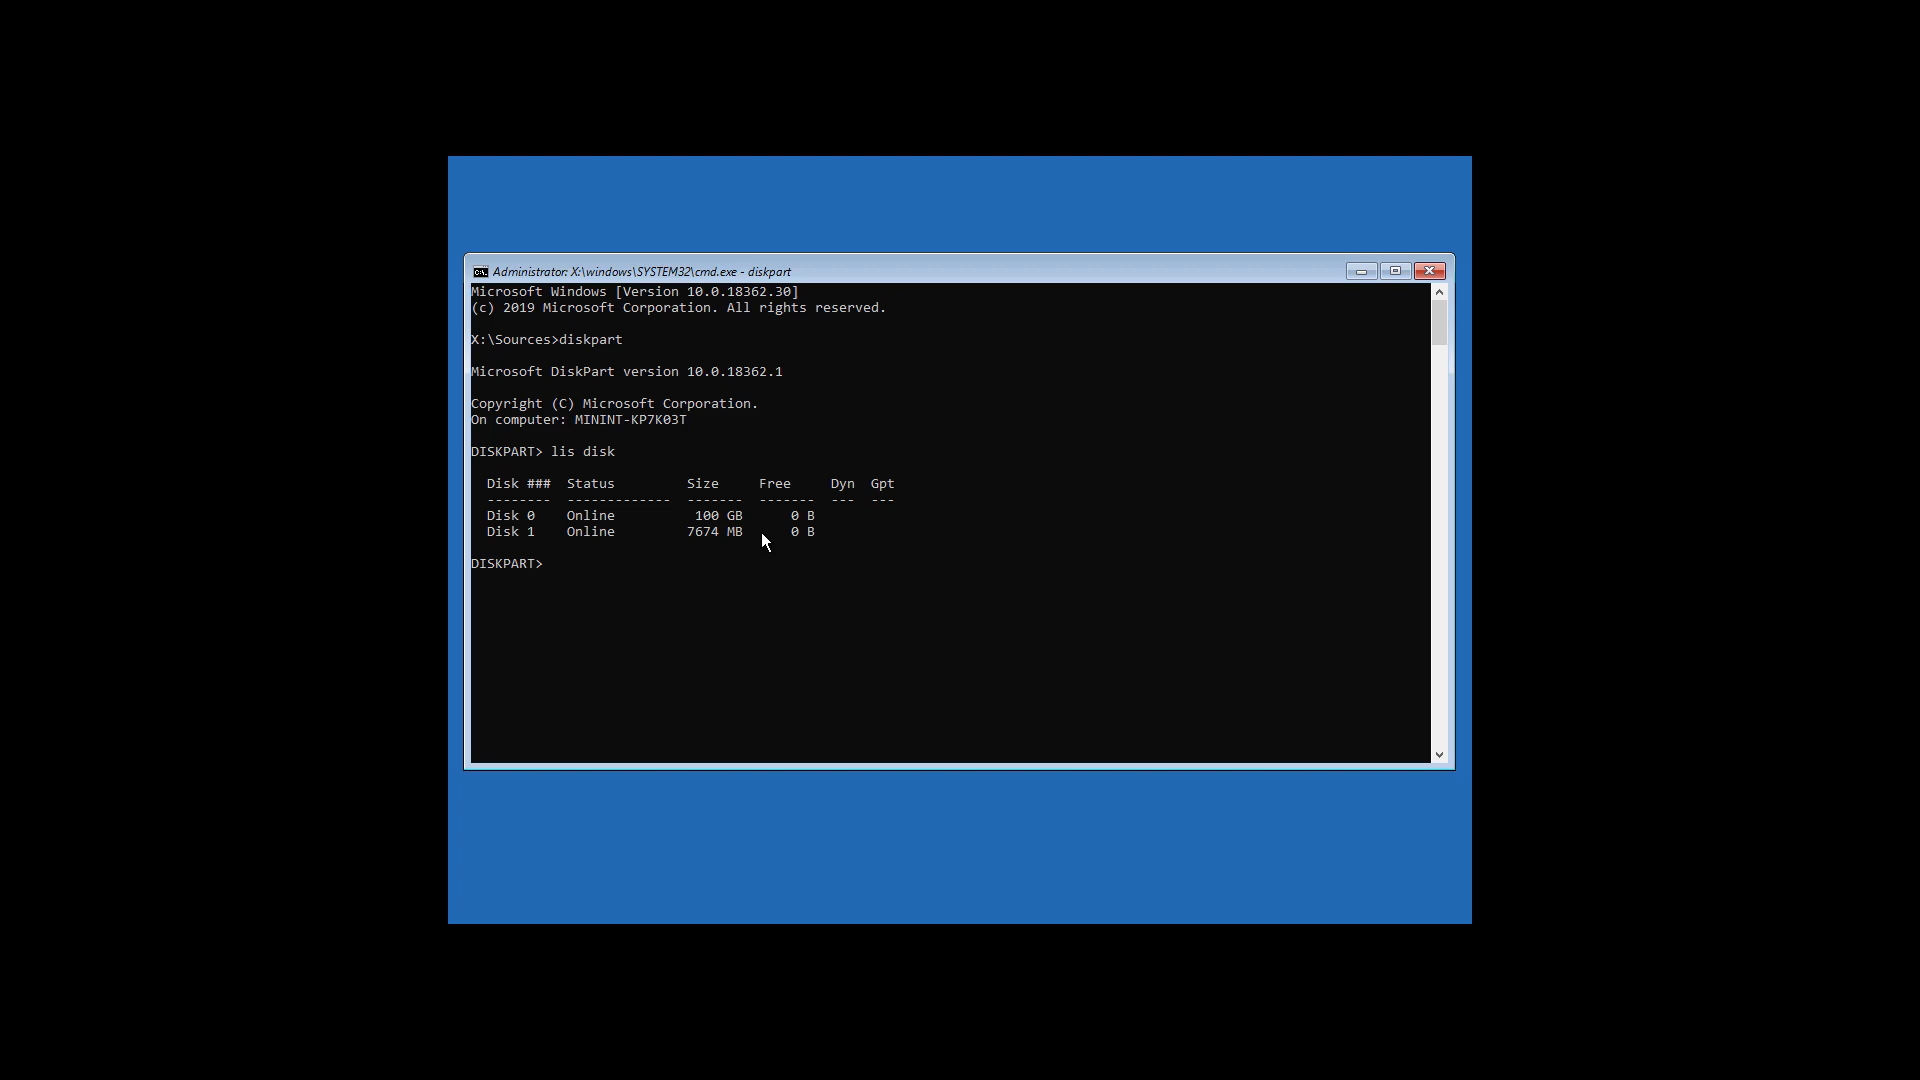 Administrator: X:\windows\SYSTEM32\cmd.exe - diskpart
Microsoft Windows [Version 10.0.18362.30]
(c) 2019 Microsoft Corporation. All rights reserved.
X:\Sources>diskpart
Microsoft DiskPart version 10.0.18362.1
Copyright (C) Microsoft Corporation.
On computer: MININT-KP7K03T
DISKPART> lis disk
  Disk ###  Status         Size     Free     Dyn  Gpt
  --------  -------------  -------  -------  ---  ---
  Disk 0    Online          100 GB      0 B
  Disk 1    Online         7674 MB      0 B
DISKPART>